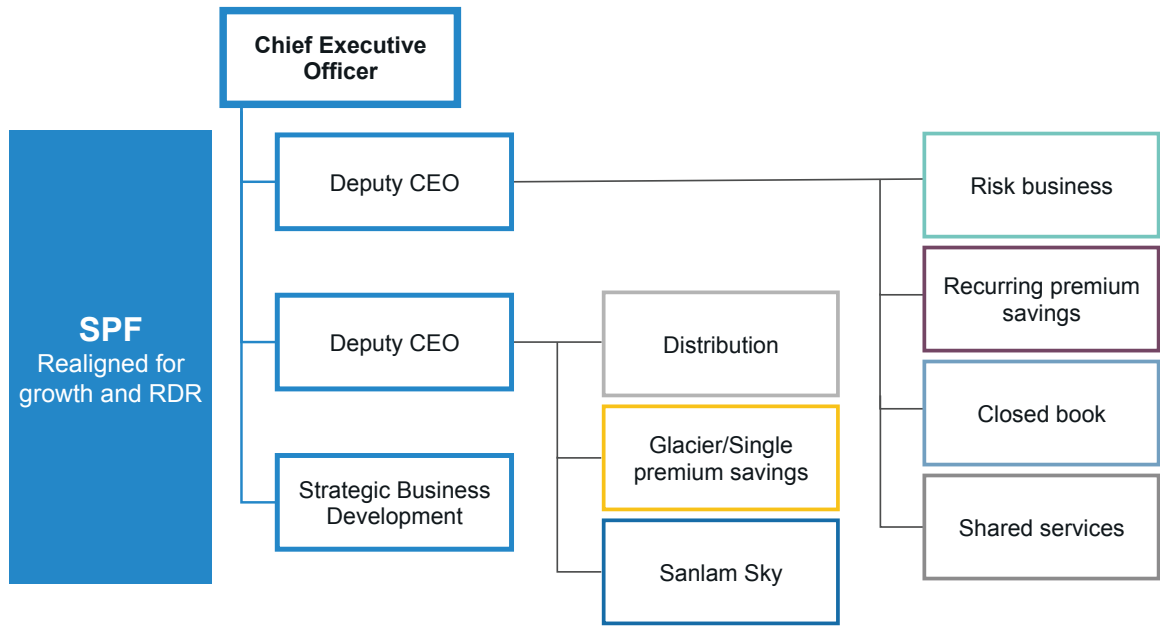 Chief Executive
Officer
SPF
Realigned for
growth and RDR
Deputy CEO
Risk business
Recurring premium
savings
Closed book
Shared services
Deputy CEO
Distribution
Glacier/Single
premium savings
Sanlam Sky
Strategic Business
Development